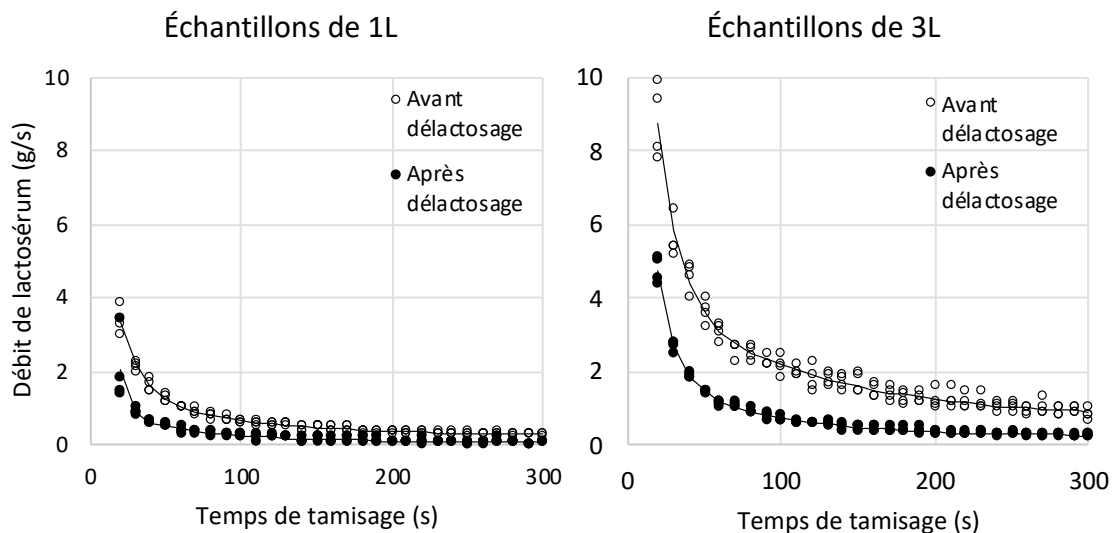 Échantillons de 1L
Échantillons de 3L
Débit de lactosérum (g/s)
10
8
6
4
2
0
Avant
délactosage
Après
délactosage
0
100
200
300
Temps de tamisage (s)
10
8
6
4
2
0
Avant
délactosage
Après
délactosage
0
100
200
300
Temps de tamisage (s)